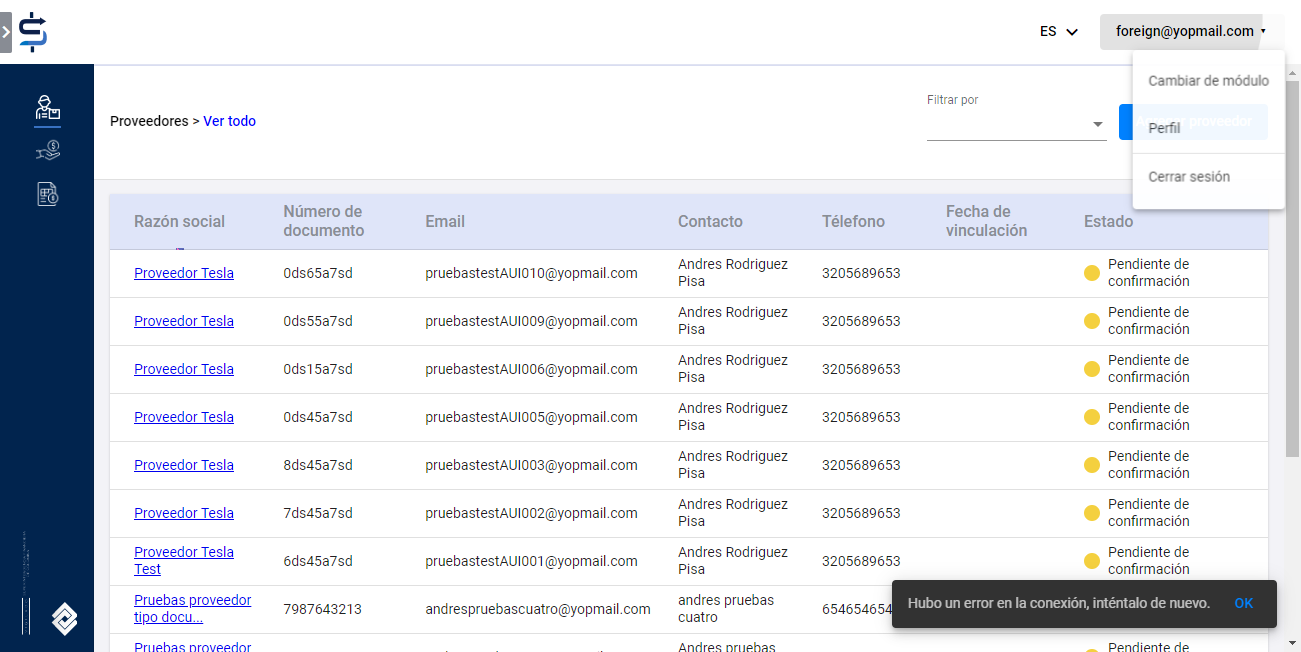 ES
foreign@yopmail.com
Cambiar de módulo
Perfil
Cerrar sesión
Proveedores > Ver todo
Filtrar por
proveedor
Razón social
Número de
documento
Email
Contacto
Télefono
Fecha de
vinculación
Estado
Proveedor Tesla
0ds65a7sd
pruebastestAUI010@yopmail.com
Andres Rodriguez
Pisa
3205689653
Pendiente de
confirmación
Proveedor Tesla
0ds55a7sd
pruebastestAUI009@yopmail.com
Andres Rodriguez
Pisa
3205689653
Pendiente de
confirmación
Proveedor Tesla
0ds15a7sd
pruebastestAUI006@yopmail.com
Andres Rodriguez
Pisa
3205689653
Pendiente de
confirmación
Proveedor Tesla
0ds45a7sd
pruebastestAUI005@yopmail.com
Andres Rodriguez
Pisa
3205689653
Pendiente de
confirmación
Proveedor Tesla
8ds45a7sd
pruebastestAUI003@yopmail.com
Andres Rodriguez
Pisa
3205689653
Pendiente de
confirmación
Proveedor Tesla
7ds45a7sd
pruebastestAUI002@yopmail.com
Andres Rodriguez
Pisa
3205689653
Pendiente de
confirmación
Proveedor Tesla
Test
6ds45a7sd
pruebastestAUI001@yopmail.com
Andres Rodriguez
Pisa
3205689653
Pendiente de
confirmación
Pruebas proveedor
tipo docu...
7987643213
andrespruebascuatro@yopmail.com
andres pruebas
cuatro
654654654
Hubo un error en la conexión, inténtalo de nuevo.
OK
Pruebas proveedor
Andres pruebas
Pendiente de